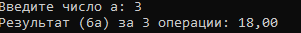 Введите число a: 3
Результат (6a) за 3 операции: 18,00